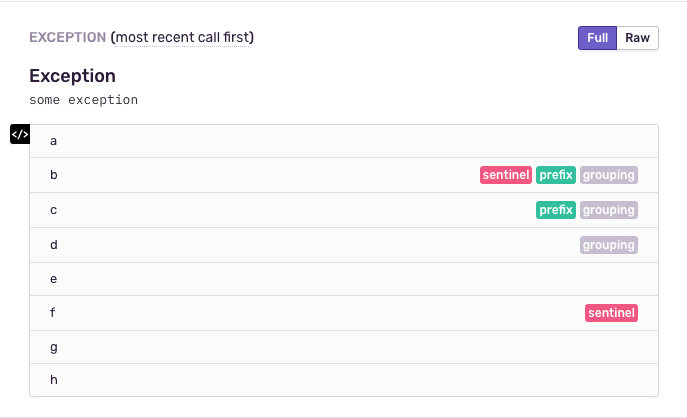 EXCEPTION (most recent call first) Full Raw
Exception
some exception
</> a
b sentinel prefix grouping
c prefix grouping
d grouping
e
f sentinel
g
h